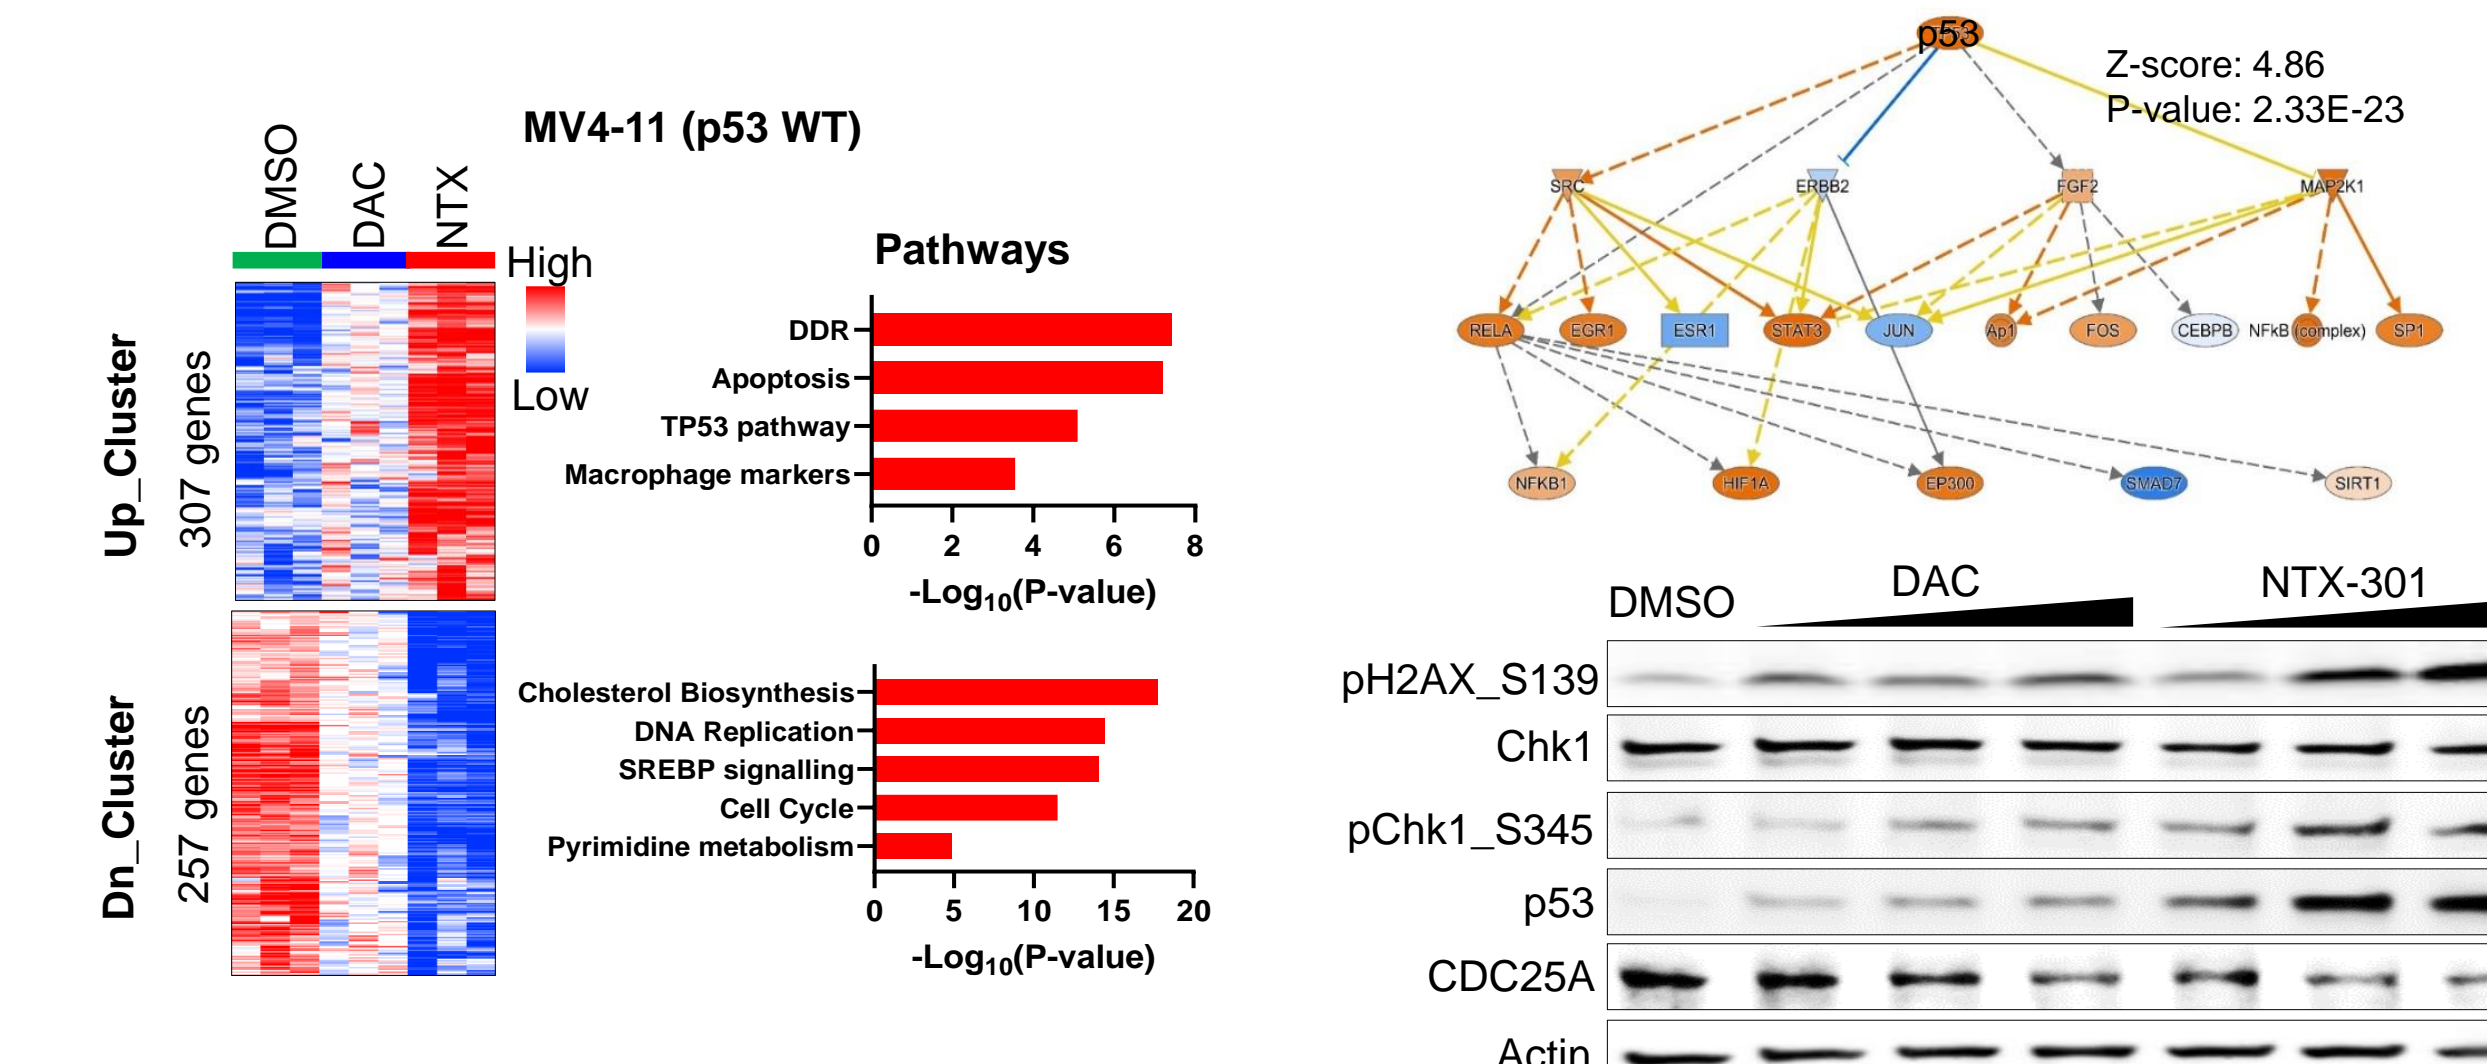 MV4-11 (p53 WT)
DMSO
DAC
NTX
High
Low
Up_Cluster
307 genes
Dn_Cluster
257 genes
Pathways
DDR
Apoptosis
TP53 pathway
Macrophage markers
0 2 4 6 8
-Log10(P-value)
Cholesterol Biosynthesis
DNA Replication
SREBP signalling
Cell Cycle
Pyrimidine metabolism
0 5 10 15 20
-Log10(P-value)
p53
Z-score: 4.86
P-value: 2.33E-23
SRC ERBB2 FGF2 MAP2K1
RELA EGR1 ESR1 STAT3 JUN Ap1 FOS CEBPB NFkB (complex) SP1
NFKB1 HIF1A EP300 SMAD7 SIRT1
DMSO DAC NTX-301
pH2AX_S139
Chk1
pChk1_S345
p53
CDC25A
Actin